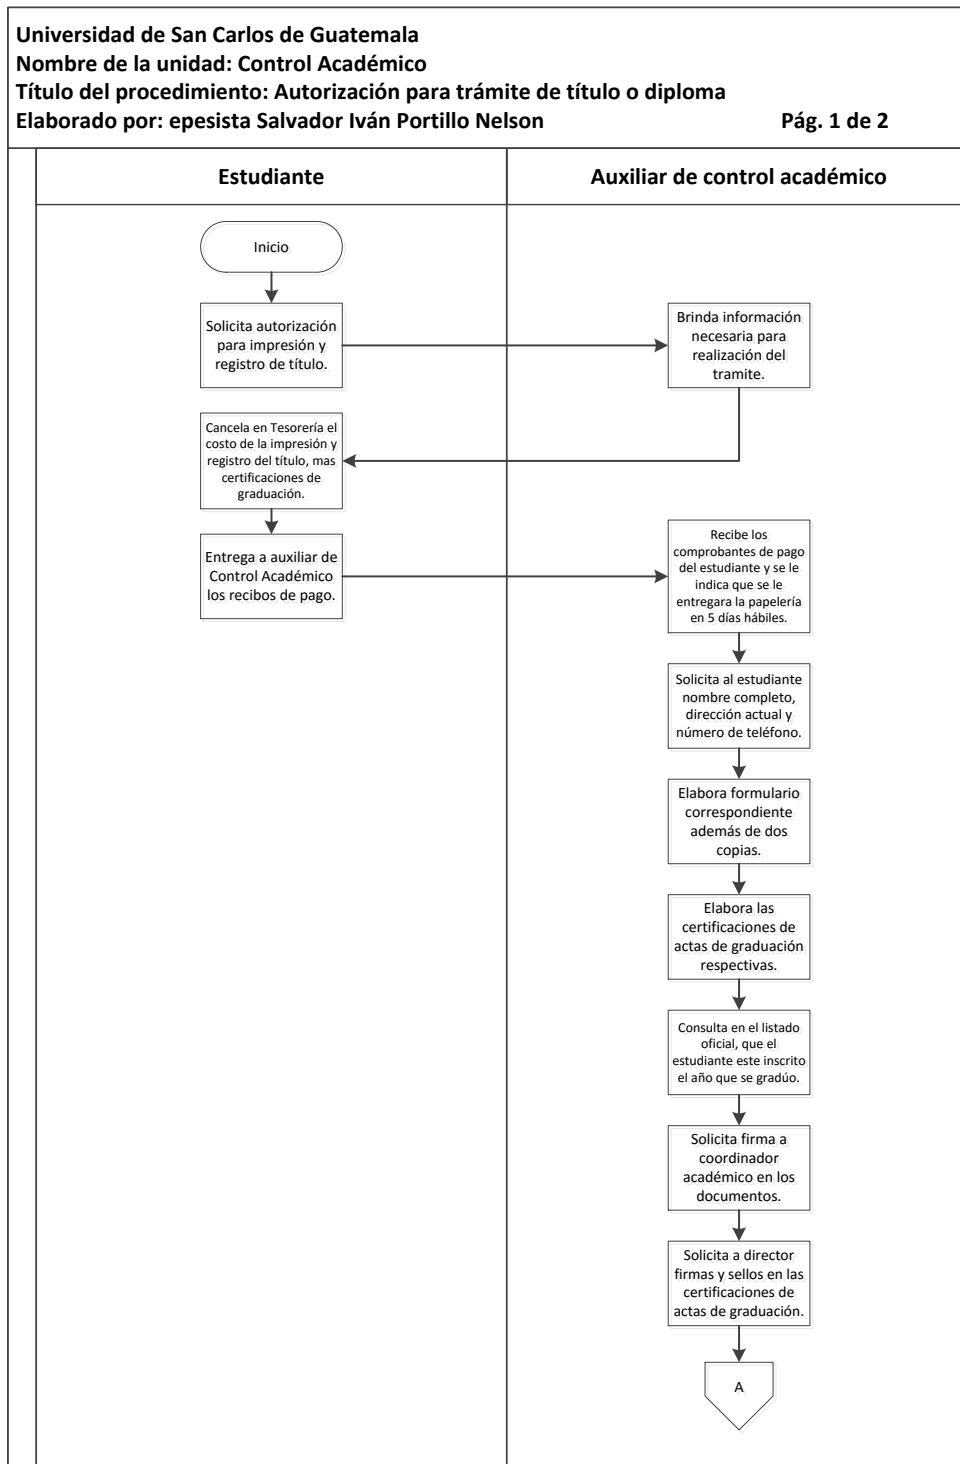 Universidad de San Carlos de Guatemala
Nombre de la unidad: Control Académico
Título del procedimiento: Autorización para trámite de título o diploma
Elaborado por: epesista Salvador Iván Portillo Nelson Pág. 1 de 2
Estudiante
Auxiliar de control académico
Inicio
Solicita autorización
para impresión y
registro de título.
Brinda información
necesaria para
realización del
tramite.
Cancela en Tesorería el
costo de la impresión y
registro del título, mas
certificaciones de
graduación.
Entrega a auxiliar de
Control Académico
los recibos de pago.
Recibe los
comprobantes de pago
del estudiante y se le
indica que se le
entregara la papelería
en 5 días hábiles.
Solicita al estudiante
nombre completo,
dirección actual y
número de teléfono.
Elabora formulario
correspondiente
además de dos
copias.
Elabora las
certificaciones de
actas de graduación
respectivas.
Consulta en el listado
oficial, que el
estudiante este inscrito
el año que se gradúo.
Solicita firma a
coordinador
académico en los
documentos.
Solicita a director
firmas y sellos en las
certificaciones de
actas de graduación.
A